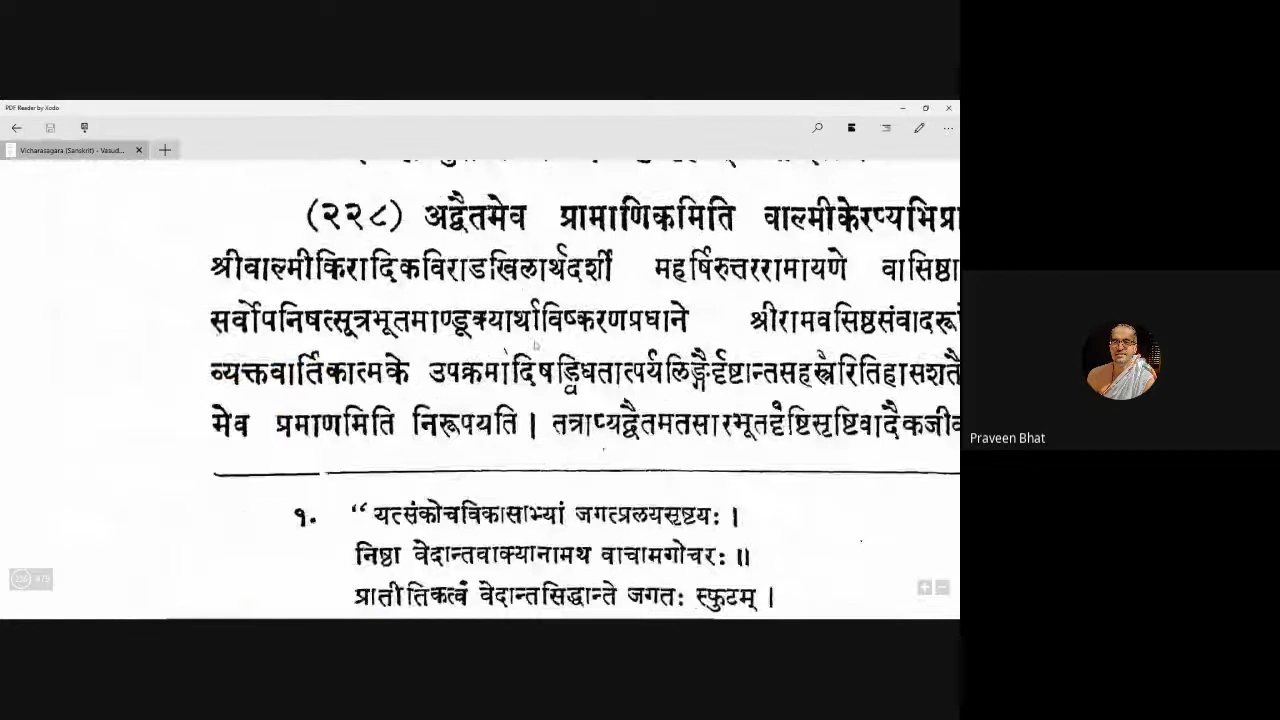 PDF Reader by Xodo
Vicharasagara (Sanskrit) - Vasud...
(२२८) अद्वैतमेव प्रामाणिकमिति वाल्मीकेरप्यभिप्रा
श्रीवाल्मीकिरादिकविराडखिलार्थदर्शी महर्षिरुत्तररामायणे वासिष्ठा
सर्वोपनिषत्सूत्रभूतमाण्डूक्यार्थाविष्करणप्रधाने श्रीरामवसिष्ठसंवादरू
व्यक्तवार्तिकात्मके उपक्रमादिषड्विधतात्पर्यलिङ्गैर्दृष्टान्तसहस्रैरितिहासशतै
मेव प्रमाणमिति निरूपयति । तत्राप्यद्वैतमतसारभूतदृष्टिसृष्टिवादैकजीव
१. “यत्संकोचविकासाभ्यां जगत्प्रलयसृष्टयः ।
निष्ठा वेदान्तवाक्यानामथ वाचामगोचरः ॥
प्रातीतिकत्वं वेदान्तसिद्धान्ते जगतः स्फुटम् ।
Praveen Bhat